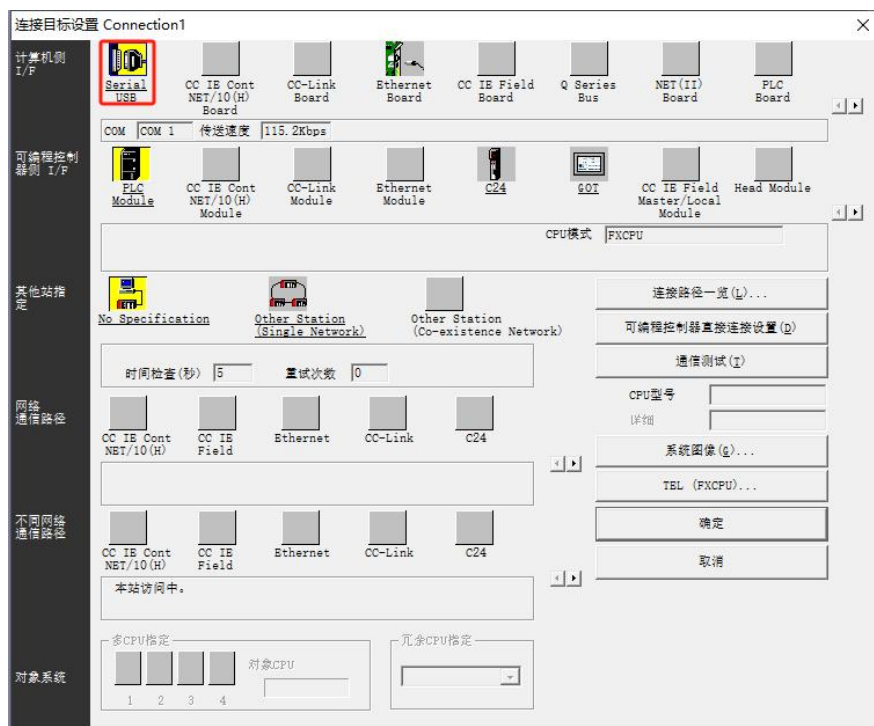 连接目标设置 Connection1
计算机侧
I/F
Serial
USB
CC IE Cont
NET/10(H)
Board
CC-Link
Board
Ethernet
Board
CC IE Field
Board
Q Series
Bus
NET(II)
Board
PLC
Board
COM COM 1 传送速度 115.2Kbps
可编程控制
器侧 I/F
PLC
Module
CC IE Cont
NET/10(H)
Module
CC-Link
Module
Ethernet
Module
C24
GOT
CC IE Field
Master/Local
Module
Head Module
CPU模式 FXCPU
其他站指
定
No Specification
Other Station
(Single Network)
Other Station
(Co-existence Network)
时间检查(秒) 5 重试次数 0
连接路径一览(L)...
可编程控制器直接连接设置(D)
通信测试(T)
CPU型号
详细
系统图像(G)...
TEL (FXCPU)...
确定
取消
网络
通信路径
CC IE Cont
NET/10(H)
CC IE
Field
Ethernet
CC-Link
C24
不同网络
通信路径
CC IE Cont
NET/10(H)
CC IE
Field
Ethernet
CC-Link
C24
本站访问中。
对象系统
多CPU指定
1 2 3 4
对象CPU
冗余CPU指定